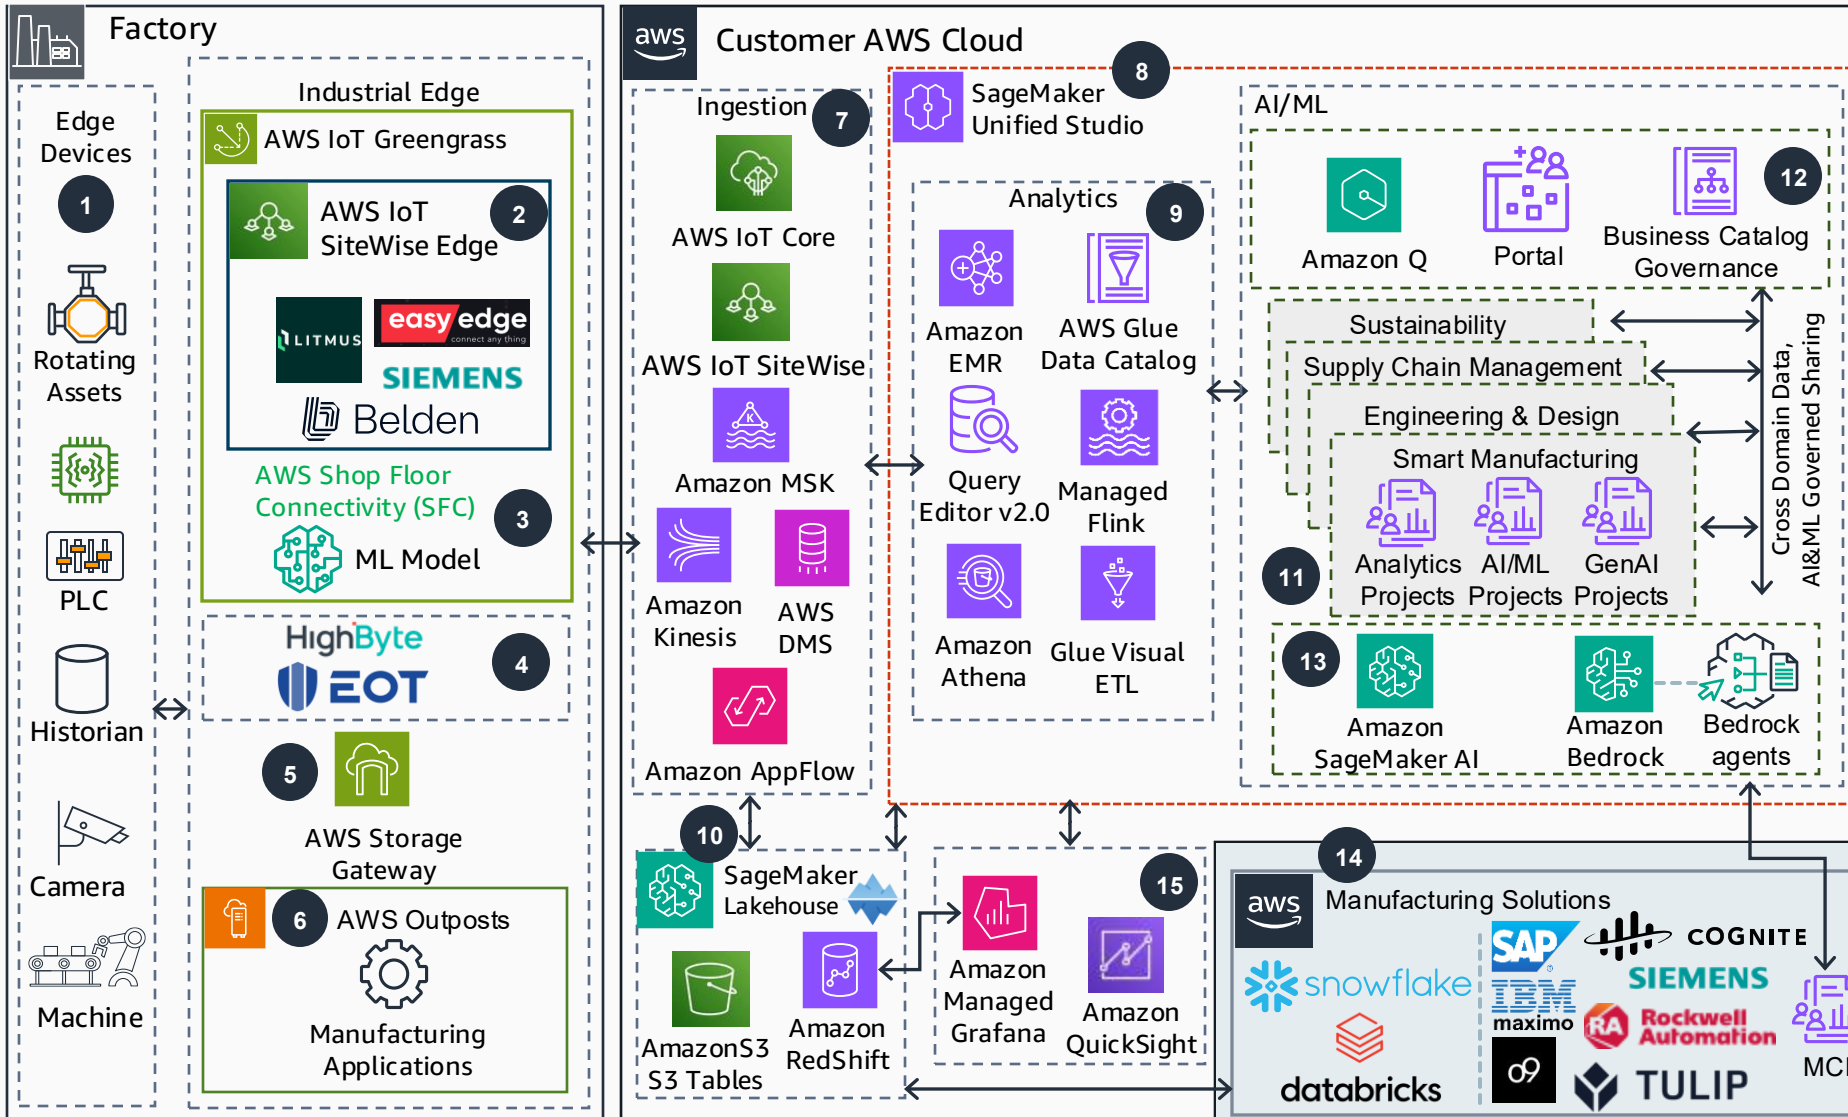 Factory
Edge
Devices
1
Rotating
Assets
PLC
Historian
Camera
Machine
Industrial Edge
AWS IoT Greengrass
AWS IoT
SiteWise Edge
2
LITMUS
easy edge
connect any thing
SIEMENS
Belden
AWS Shop Floor
Connectivity (SFC)
3
ML Model
HighByte
EOT
4
5
AWS Storage
Gateway
6
AWS Outposts
Manufacturing
Applications
aws
Customer AWS Cloud
Ingestion
7
AWS IoT Core
AWS IoT SiteWise
K
Amazon MSK
Amazon
Kinesis
AWS
DMS
Amazon AppFlow
8
SageMaker
Unified Studio
Analytics
9
Amazon
EMR
AWS Glue
Data Catalog
Query
Editor v2.0
Managed
Flink
Amazon
Athena
Glue Visual
ETL
AI/ML
Amazon Q
Portal
Business Catalog
Governance
12
Sustainability
Supply Chain Management
Engineering & Design
Smart Manufacturing
Analytics
Projects
AI/ML
Projects
GenAI
Projects
11
Cross Domain Data,
AI&ML Governed Sharing
13
Amazon
SageMaker AI
Amazon
Bedrock
Bedrock
agents
10
SageMaker
Lakehouse
AmazonS3
S3 Tables
Amazon
RedShift
15
Amazon
Managed
Grafana
Amazon
QuickSight
14
aws
Manufacturing Solutions
snowflake
databricks
SAP
COGNITE
SIEMENS
IBM
maximo
RA
Rockwell
Automation
o9
TULIP